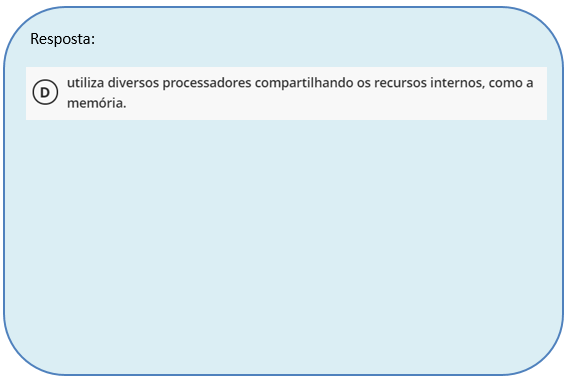 Resposta:
D utiliza diversos processadores compartilhando os recursos internos, como a
memória.